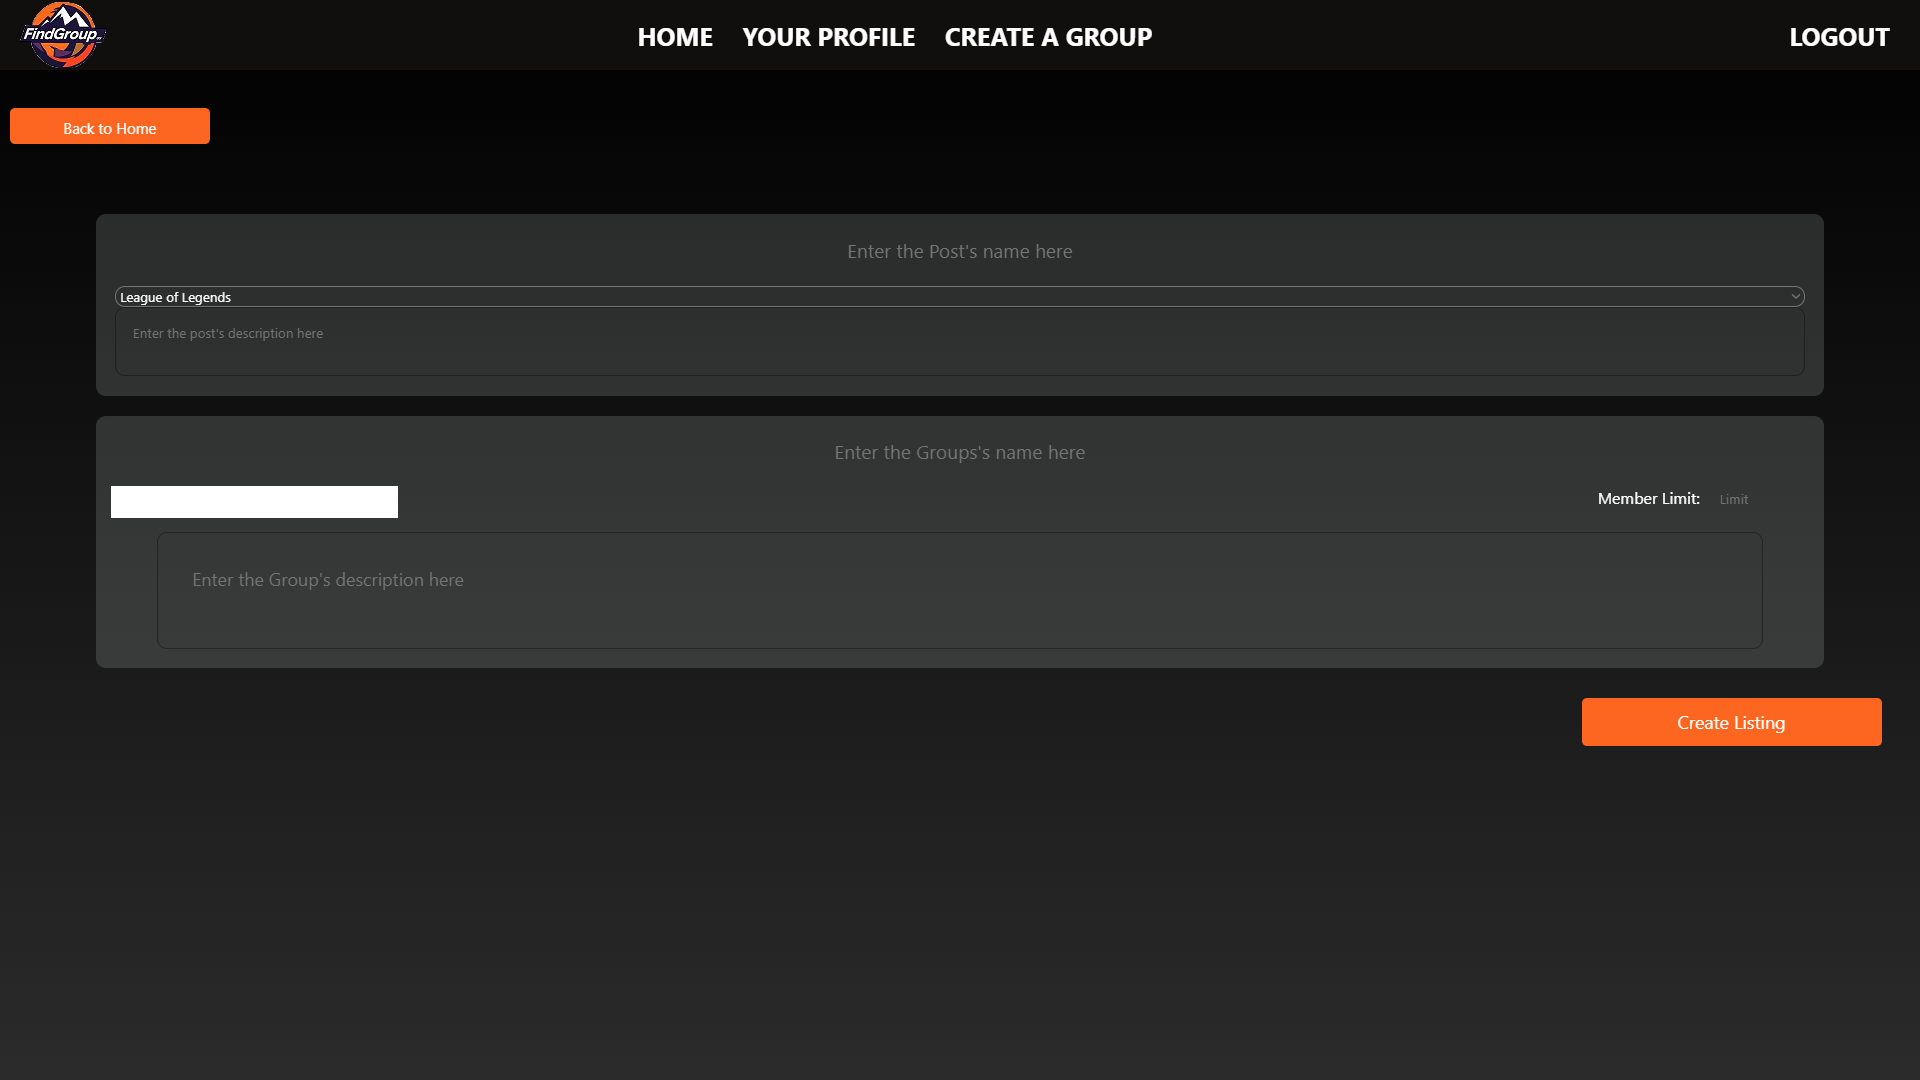 FindGroup
HOME YOUR PROFILE CREATE A GROUP LOGOUT
Back to Home
Enter the Post's name here
League of Legends
Enter the post's description here
Enter the Groups's name here
Member Limit: Limit
Enter the Group's description here
Create Listing